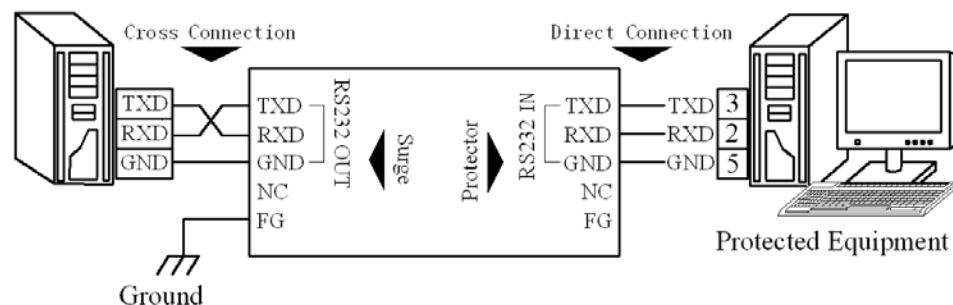 Cross Connection
Direct Connection
TXD
RXD
GND
TXD
RXD
GND
NC
FG
RS232 OUT
Surge
Protector
RS232 IN
TXD
RXD
GND
NC
FG
TXD 3
RXD 2
GND 5
Ground
Protected Equipment